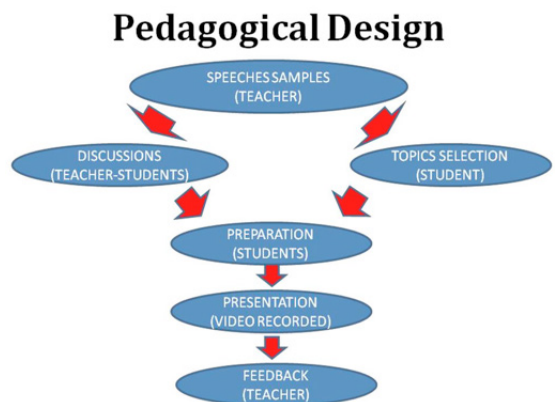 Pedagogical Design
SPEECHES SAMPLES
(TEACHER)
DISCUSSIONS
(TEACHER-STUDENTS)
TOPICS SELECTION
(STUDENT)
PREPARATION
(STUDENTS)
PRESENTATION
(VIDEO RECORDED)
FEEDBACK
(TEACHER)